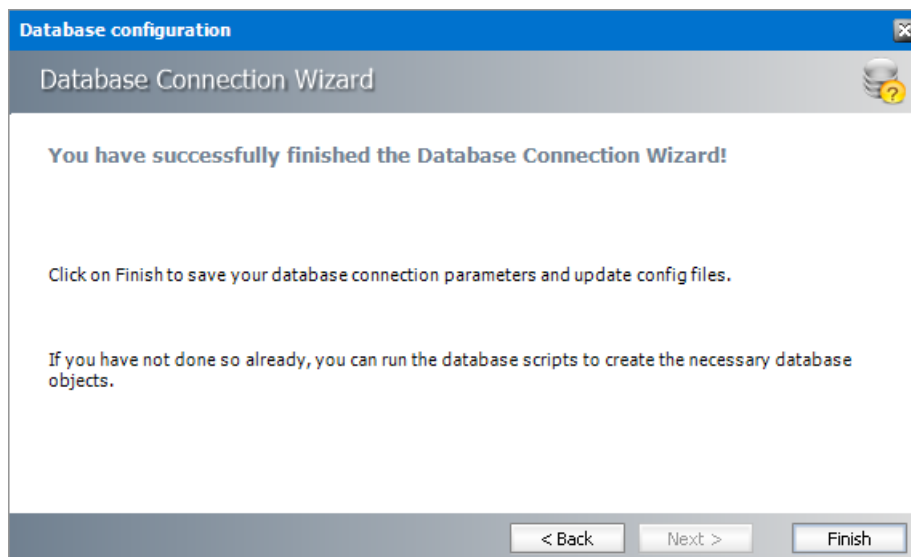 Database configuration
Database Connection Wizard
You have successfully finished the Database Connection Wizard!
Click on Finish to save your database connection parameters and update config files.
If you have not done so already, you can run the database scripts to create the necessary database
objects.
< Back
Next >
Finish